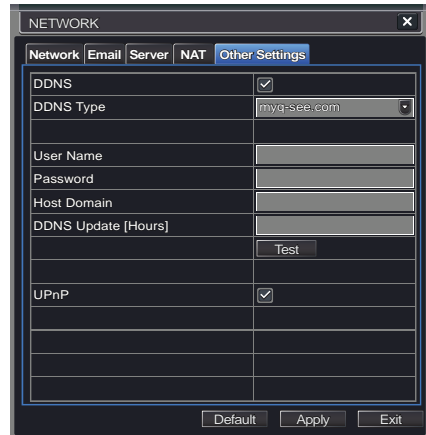 NETWORK X
Network Email Server NAT Other Settings
DDNS
DDNS Type myq-see.com
User Name
Password
Host Domain
DDNS Update [Hours]
Test
UPnP
Default Apply Exit